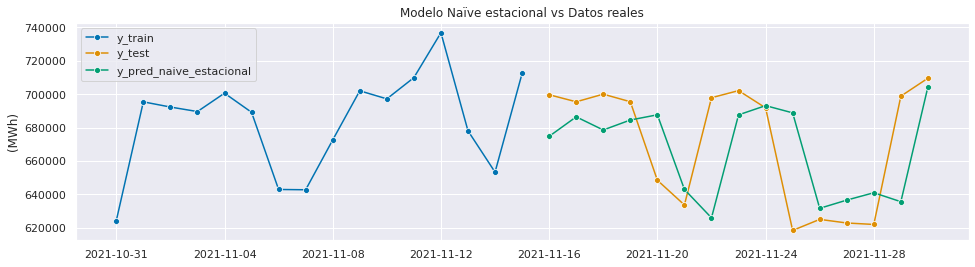 Modelo Naïve estacional vs Datos reales
740000
720000
700000
680000
660000
640000
620000
(MWh)
y_train
y_test
y_pred_naive_estacional
2021-10-31 2021-11-04 2021-11-08 2021-11-12 2021-11-16 2021-11-20 2021-11-24 2021-11-28